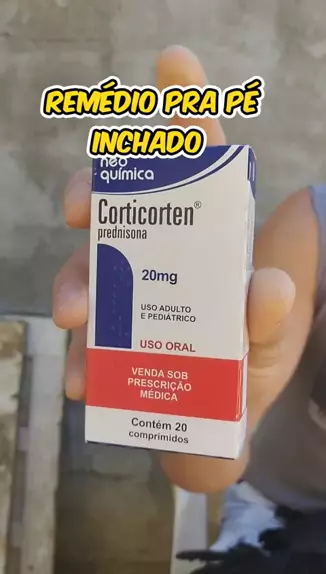 REMÉDIO PRA PÉ
INCHADO
neo
química
Corticorten®
prednisona
20mg
USO ADULTO
E PEDIÁTRICO
USO ORAL
VENDA SOB
PRESCRIÇÃO
MÉDICA
Contém 20
comprimidos